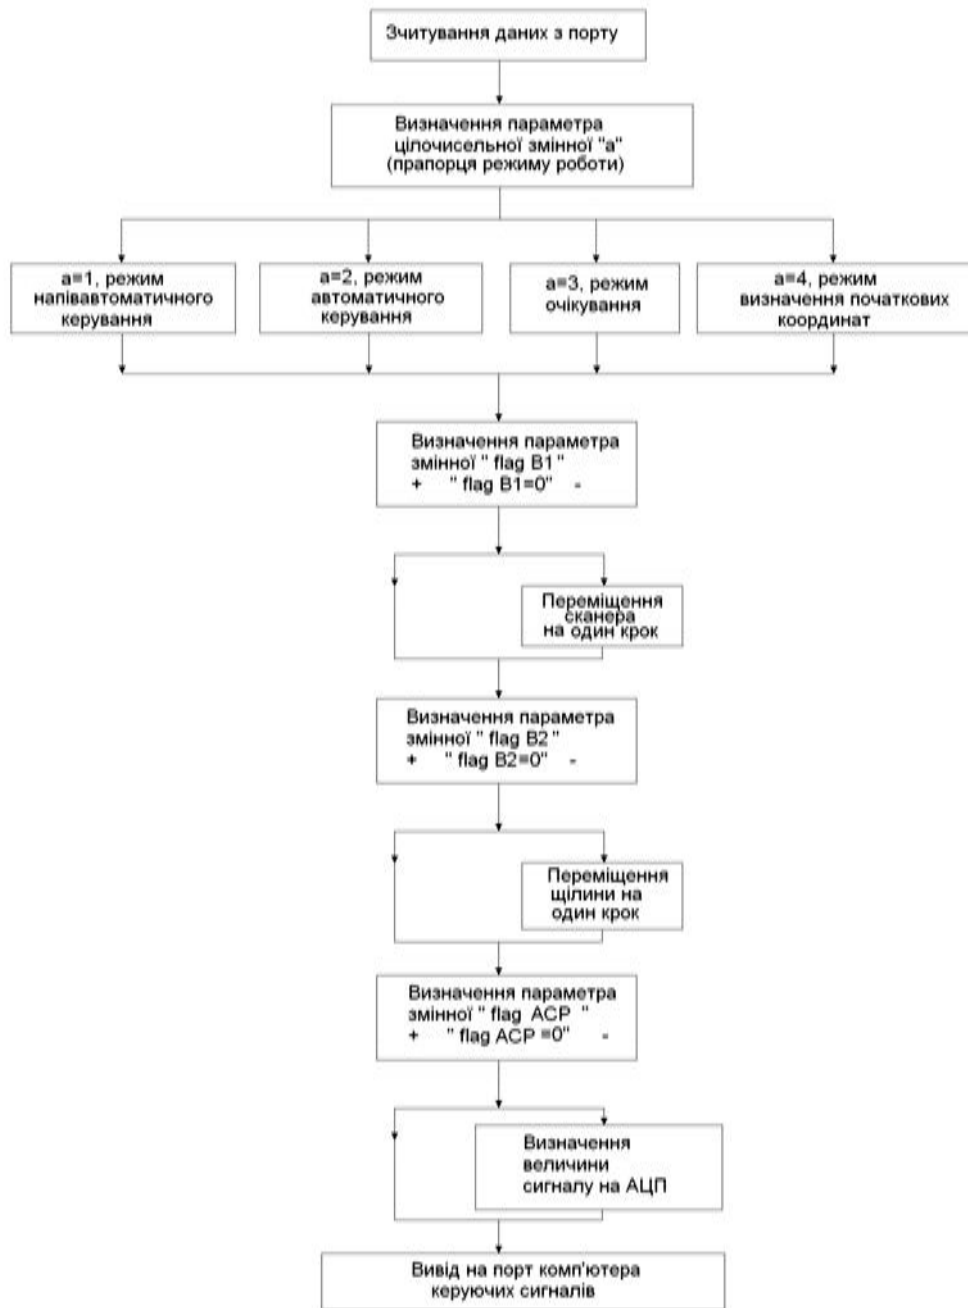 Зчитування даних з порту
Визначення параметра
цілочисельної змінної "а"
(прапорця режиму роботи)
а=1, режим
напівавтоматичного
керування
а=2, режим
автоматичного
керування
а=3, режим
очікування
а=4, режим
визначення початкових
координат
Визначення параметра
змінної " flag B1 "
+ " flag B1=0" -
Переміщення
сканера
на один крок
Визначення параметра
змінної " flag B2 "
+ " flag B2=0" -
Переміщення
щілини на
один крок
Визначення параметра
змінної " flag ACP "
+ " flag ACP =0" -
Визначення
величини
сигналу на АЦП
Вивід на порт комп'ютера
керуючих сигналів